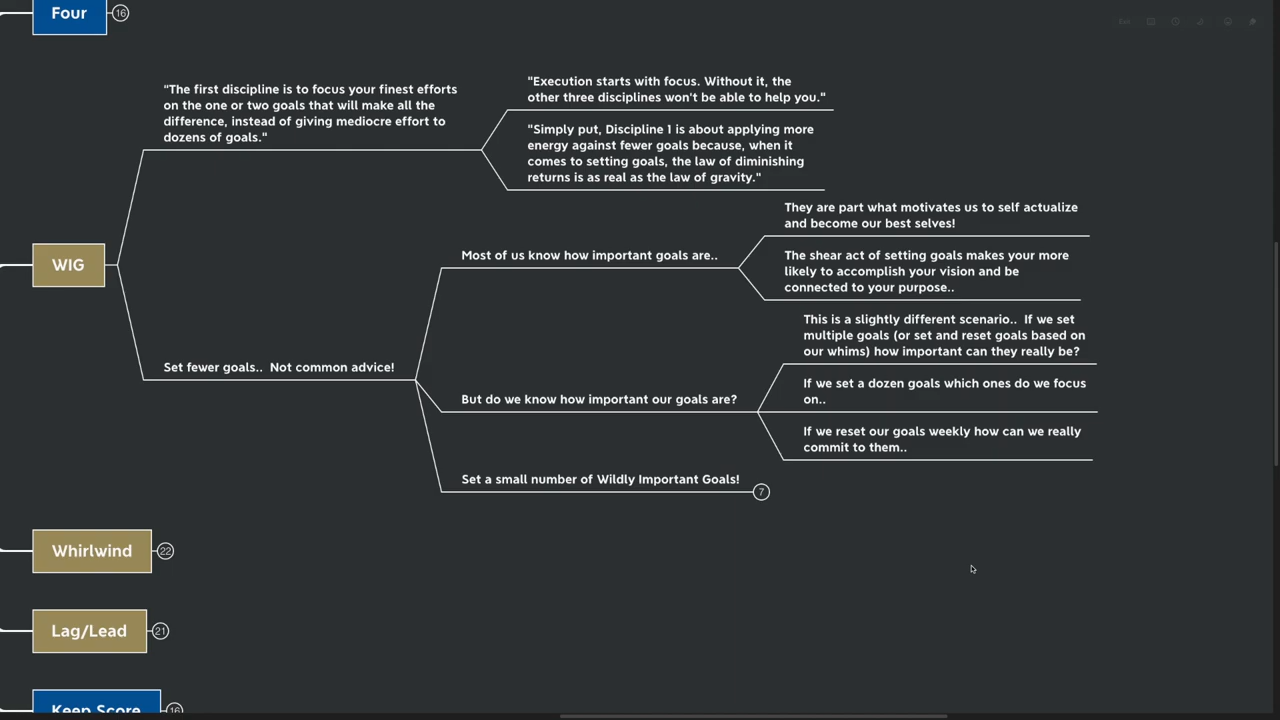 Four
16
"The first discipline is to focus your finest efforts
on the one or two goals that will make all the
difference, instead of giving mediocre effort to
dozens of goals."
"Execution starts with focus. Without it, the
other three disciplines won't be able to help you."
"Simply put, Discipline 1 is about applying more
energy against fewer goals because, when it
comes to setting goals, the law of diminishing
returns is as real as the law of gravity."
WIG
Set fewer goals..  Not common advice!
Most of us know how important goals are..
They are part what motivates us to self actualize
and become our best selves!
The shear act of setting goals makes your more
likely to accomplish your vision and be
connected to your purpose..
But do we know how important our goals are?
This is a slightly different scenario..  If we set
multiple goals (or set and reset goals based on
our whims) how important can they really be?
If we set a dozen goals which ones do we focus
on..
If we reset our goals weekly how can we really
commit to them..
Set a small number of Wildly Important Goals!
7
Whirlwind
22
Lag/Lead
21
Keep Score
16